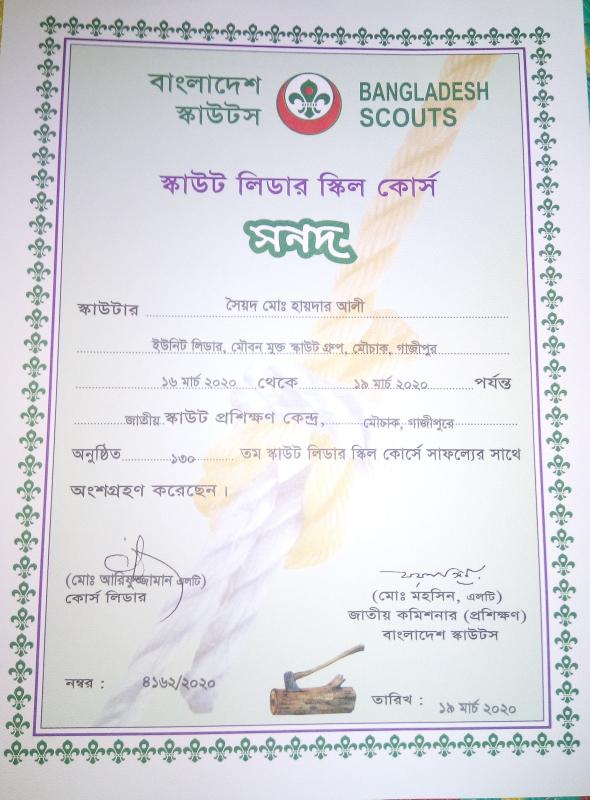 বাংলাদেশ
স্কাউটস
BANGLADESH
SCOUTS
স্কাউট লিডার স্কিল কোর্স
সনদ
স্কাউটার সৈয়দ মোঃ হায়দার আলী
ইউনিট লিডার, মৌবন মুক্ত স্কাউট গ্রুপ, মৌচাক, গাজীপুর
১৬ মার্চ ২০২০ থেকে ১৯ মার্চ ২০২০ পর্যন্ত
জাতীয় স্কাউট প্রশিক্ষণ কেন্দ্র, মৌচাক, গাজীপুরে
অনুষ্ঠিত ১৩০ তম স্কাউট লিডার স্কিল কোর্সে সাফল্যের সাথে
অংশগ্রহণ করেছেন ।
(মোঃ আরিফুজ্জামান এলটি)
কোর্স লিডার
(মোঃ মহসিন, এলটি)
জাতীয় কমিশনার (প্রশিক্ষণ)
বাংলাদেশ স্কাউটস
নম্বর : ৪১৬২/২০২০
তারিখ : ১৯ মার্চ ২০২০